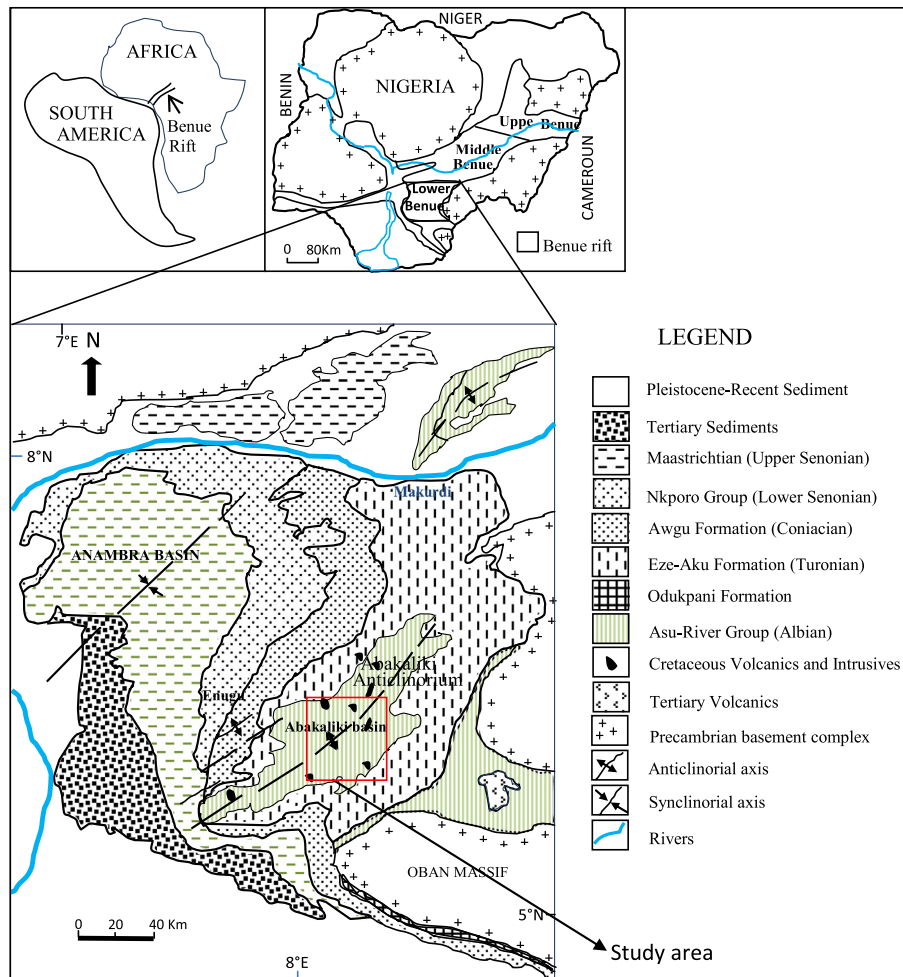 AFRICA
SOUTH
AMERICA
Benue
Rift
NIGER
BENIN
NIGERIA
Uppe Benue
Middle
Benue
Lower
Benue
CAMEROUN
0 80Km
Benue rift
7°E
N
8°N
Makurdi
ANAMBRA BASIN
Abakaliki
Anticlinorium
Enugu
Abakaliki basin
OBAN MASSIF
5°N
0 20 40 Km
8°E
Study area
LEGEND
Pleistocene-Recent Sediment
Tertiary Sediments
Maastrichtian (Upper Senonian)
Nkporo Group (Lower Senonian)
Awgu Formation (Coniacian)
Eze-Aku Formation (Turonian)
Odukpani Formation
Asu-River Group (Albian)
Cretaceous Volcanics and Intrusives
Tertiary Volcanics
Precambrian basement complex
Anticlinorial axis
Synclinorial axis
Rivers